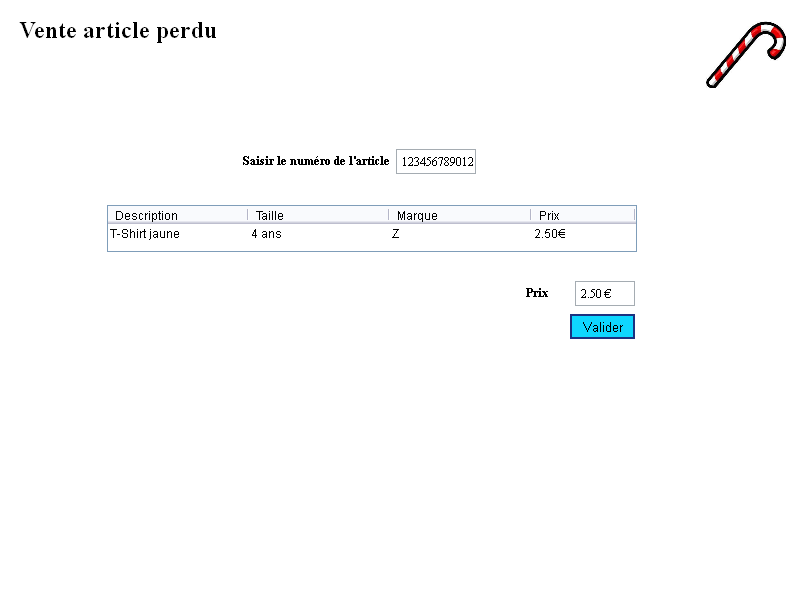 Vente article perdu
Saisir le numéro de l'article 123456789012
Description Taille Marque Prix
T-Shirt jaune 4 ans Z 2.50€
Prix 2.50 €
Valider